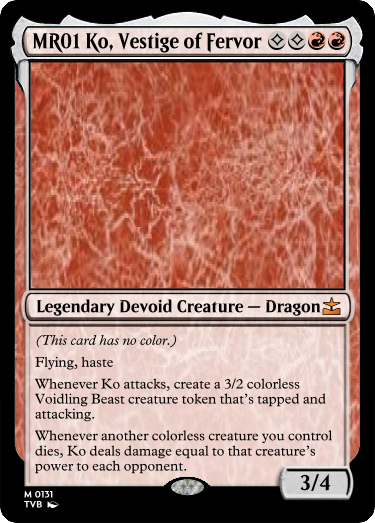 MR01 Ko, Vestige of Fervor
Legendary Devoid Creature — Dragon
(This card has no color.)
Flying, haste
Whenever Ko attacks, create a 3/2 colorless
Voidling Beast creature token that's tapped and
attacking.
Whenever another colorless creature you control
dies, Ko deals damage equal to that creature's
power to each opponent.
3/4
M 0131
TVB